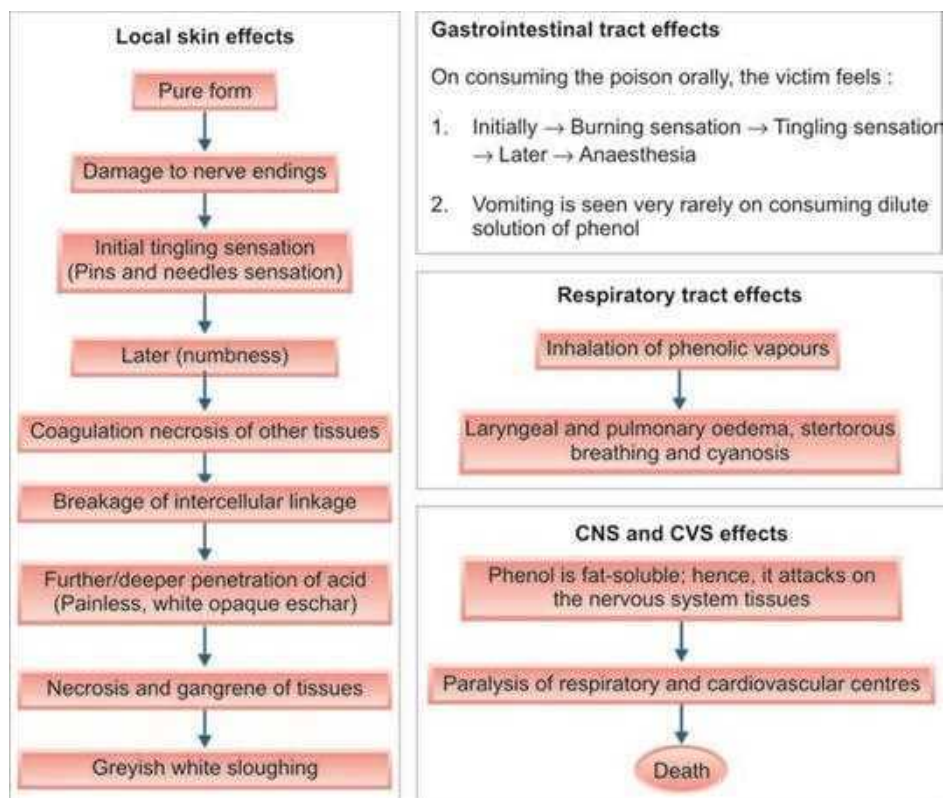 Local skin effects
Pure form
Damage to nerve endings
Initial tingling sensation
(Pins and needles sensation)
Later (numbness)
Coagulation necrosis of other tissues
Breakage of intercellular linkage
Further/deeper penetration of acid
(Painless, white opaque eschar)
Necrosis and gangrene of tissues
Greyish white sloughing
Gastrointestinal tract effects
On consuming the poison orally, the victim feels :
1. Initially → Burning sensation → Tingling sensation
→ Later → Anaesthesia
2. Vomiting is seen very rarely on consuming dilute
solution of phenol
Respiratory tract effects
Inhalation of phenolic vapours
Laryngeal and pulmonary oedema, stertorous
breathing and cyanosis
CNS and CVS effects
Phenol is fat-soluble; hence, it attacks on
the nervous system tissues
Paralysis of respiratory and cardiovascular centres
Death